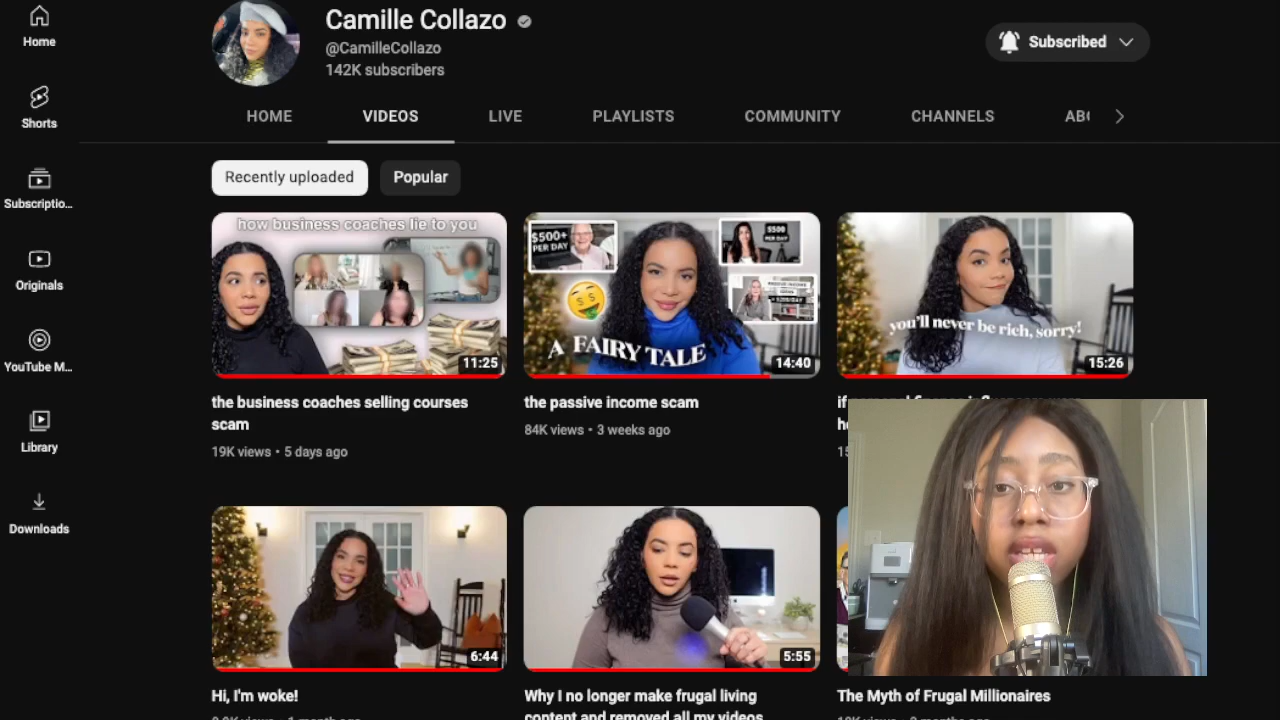 Camille Collazo
@CamilleCollazo
142K subscribers
Subscribed
Home
Shorts
Subscriptio...
Originals
YouTube M...
Library
Downloads
HOME
VIDEOS
LIVE
PLAYLISTS
COMMUNITY
CHANNELS
Recently uploaded
Popular
how business coaches lie to you
11:25
the business coaches selling courses
scam
19K views • 5 days ago
$500+
PER DAY
$500
PER DAY
A FAIRY TALE
14:40
the passive income scam
84K views • 3 weeks ago
you'll never be rich, sorry!
15:26
6:44
Hi, I'm woke!
5:55
Why I no longer make frugal living
content and removed all my videos
The Myth of Frugal Millionaires